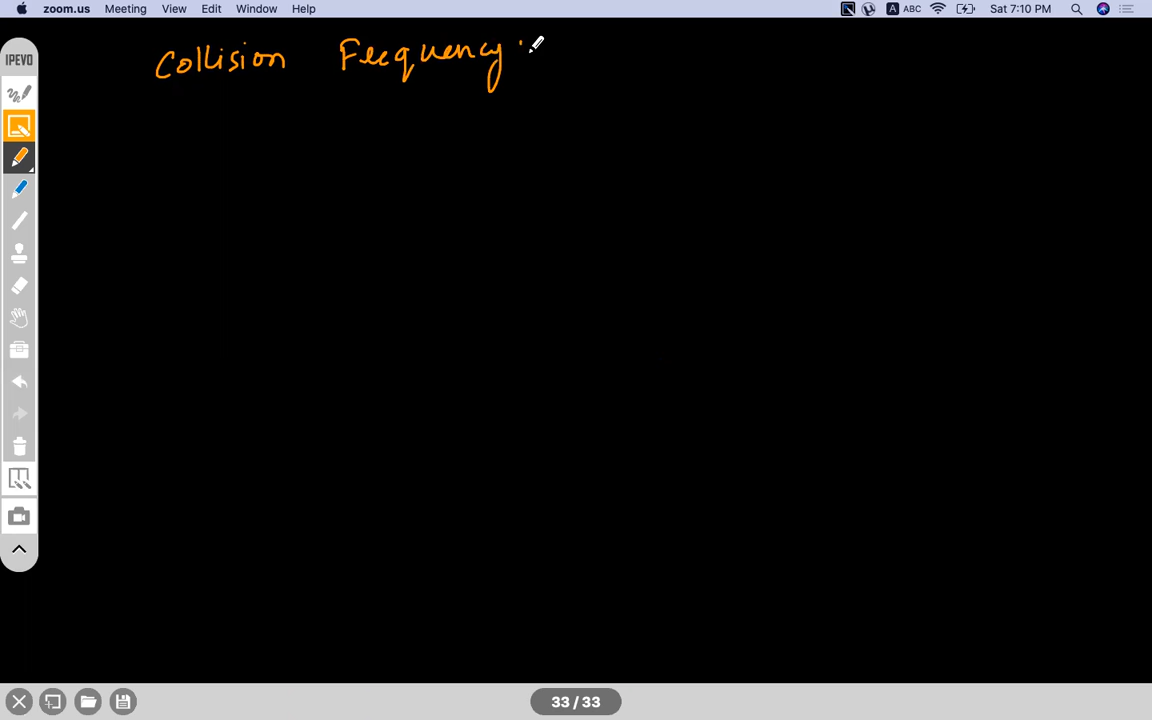 zoom.us Meeting View Edit Window Help A ABC Sat 7:10 PM
IPEVO
Collision Frequency:
33 / 33